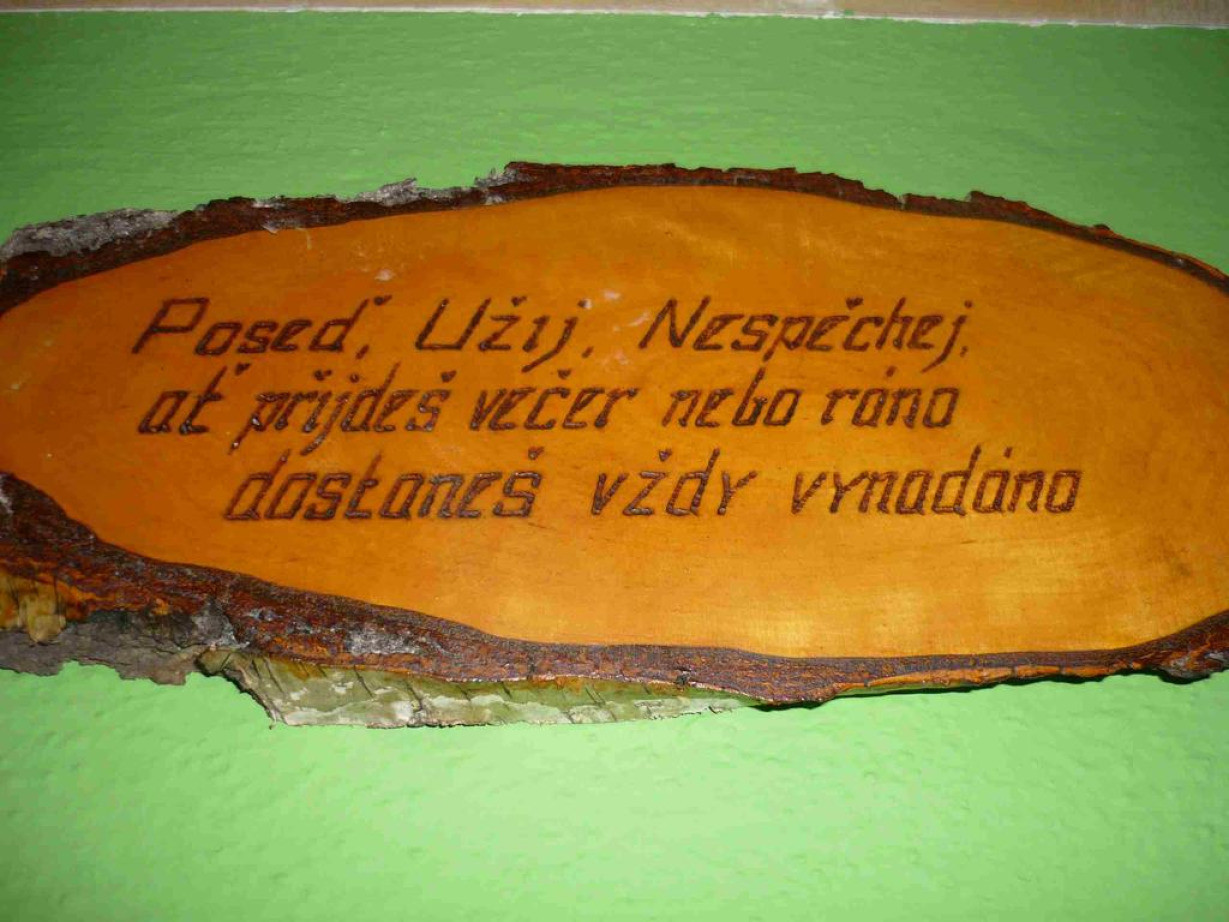 Poseď, Užij, Nespěchej,
ať přijdeš večer nebo ráno
dostaneš vždy vynadáno